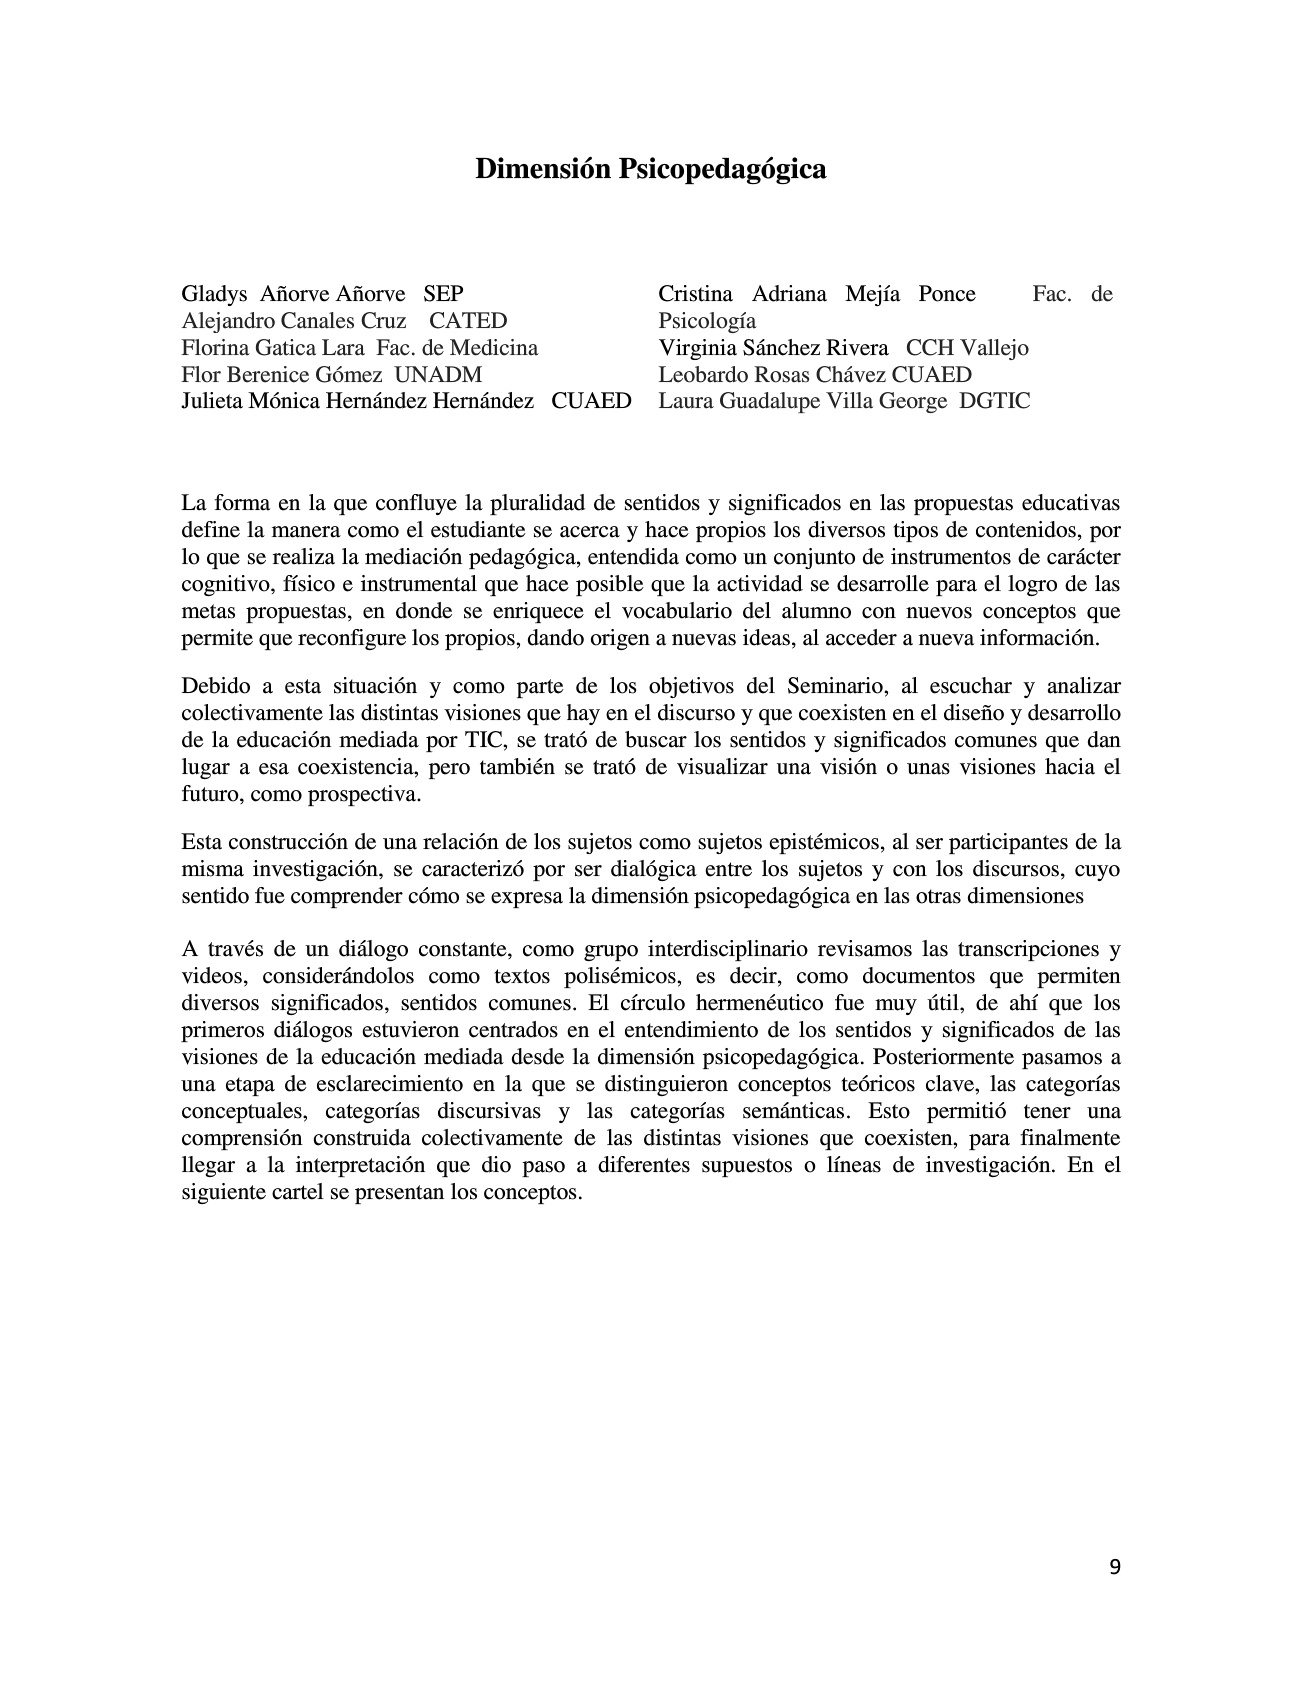 Dimensión Psicopedagógica
Gladys Añorve Añorve SEP
Alejandro Canales Cruz CATED
Florina Gatica Lara Fac. de Medicina
Flor Berenice Gómez UNADM
Julieta Mónica Hernández Hernández CUAED
Cristina Adriana Mejía Ponce Fac. de
Psicología
Virginia Sánchez Rivera CCH Vallejo
Leobardo Rosas Chávez CUAED
Laura Guadalupe Villa George DGTIC
La forma en la que confluye la pluralidad de sentidos y significados en las propuestas educativas
define la manera como el estudiante se acerca y hace propios los diversos tipos de contenidos, por
lo que se realiza la mediación pedagógica, entendida como un conjunto de instrumentos de carácter
cognitivo, físico e instrumental que hace posible que la actividad se desarrolle para el logro de las
metas propuestas, en donde se enriquece el vocabulario del alumno con nuevos conceptos que
permite que reconfigure los propios, dando origen a nuevas ideas, al acceder a nueva información.
Debido a esta situación y como parte de los objetivos del Seminario, al escuchar y analizar
colectivamente las distintas visiones que hay en el discurso y que coexisten en el diseño y desarrollo
de la educación mediada por TIC, se trató de buscar los sentidos y significados comunes que dan
lugar a esa coexistencia, pero también se trató de visualizar una visión o unas visiones hacia el
futuro, como prospectiva.
Esta construcción de una relación de los sujetos como sujetos epistémicos, al ser participantes de la
misma investigación, se caracterizó por ser dialógica entre los sujetos y con los discursos, cuyo
sentido fue comprender cómo se expresa la dimensión psicopedagógica en las otras dimensiones
A través de un diálogo constante, como grupo interdisciplinario revisamos las transcripciones y
videos, considerándolos como textos polisémicos, es decir, como documentos que permiten
diversos significados, sentidos comunes. El círculo hermenéutico fue muy útil, de ahí que los
primeros diálogos estuvieron centrados en el entendimiento de los sentidos y significados de las
visiones de la educación mediada desde la dimensión psicopedagógica. Posteriormente pasamos a
una etapa de esclarecimiento en la que se distinguieron conceptos teóricos clave, las categorías
conceptuales, categorías discursivas y las categorías semánticas. Esto permitió tener una
comprensión construida colectivamente de las distintas visiones que coexisten, para finalmente
llegar a la interpretación que dio paso a diferentes supuestos o líneas de investigación. En el
siguiente cartel se presentan los conceptos.
9